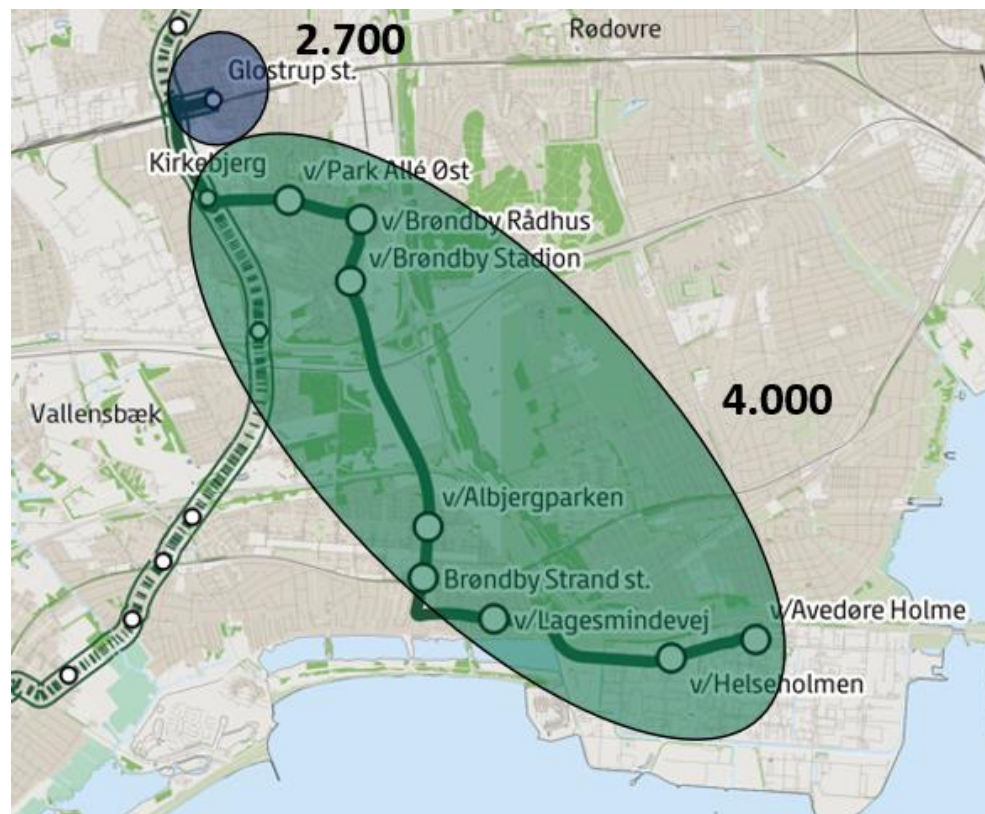 Rødovre
2.700
Glostrup st.
Kirkebjerg
v/Park Allé Øst
v/Brøndby Rådhus
v/Brøndby Stadion
4.000
Vallensbæk
v/Albjergparken
Brøndby Strand st.
v/Avedøre Holme
v/Lagesmindevej
v/Helseholmen